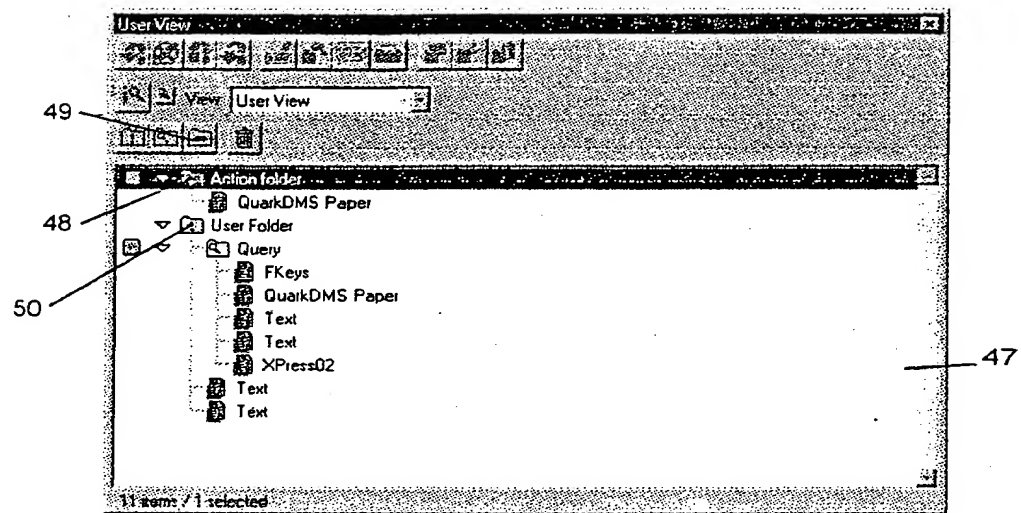 User View
View User View
49
Action folder
48
QuarkDMS Paper
User Folder
Query
FKeys
50
QuarkDMS Paper
Text
Text
47
XPress02
Text
Text
11 items / 1 selected